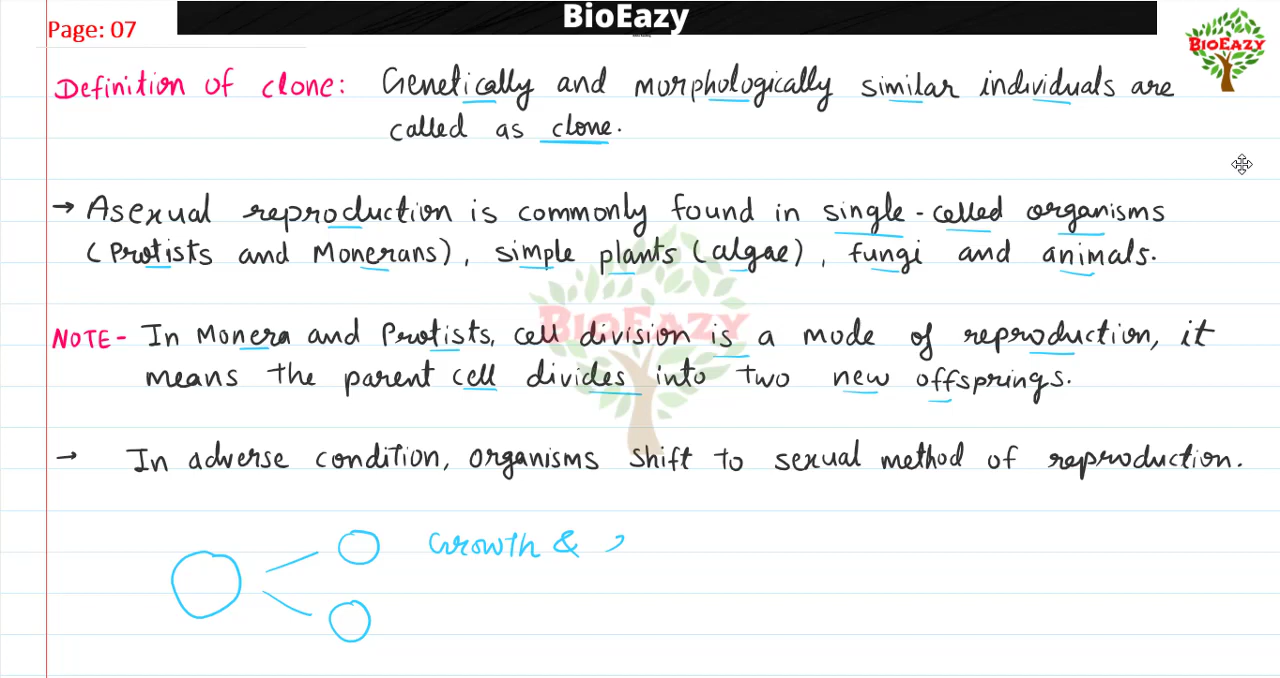 BioEazy
Page: 07
BIOEAZY
Definition of clone: Genetically and morphologically similar individuals are
called as clone.
→ Asexual reproduction is commonly found in single-celled organisms
(Protists and Monerans), simple plants (algae), fungi and animals.
BIOEAZY
NOTE- In Monera and Protists, cell division is a mode of reproduction, it
means the parent cell divides into two new offsprings.
→ In adverse condition, organisms shift to sexual method of reproduction.
Growth &